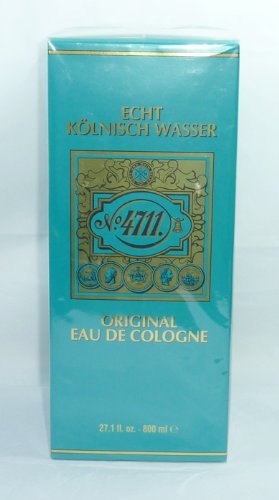 ECHT
KÖLNISCH WASSER
No 4711.
ORIGINAL
EAU DE COLOGNE
27.1 fl. oz. - 800 ml ℮